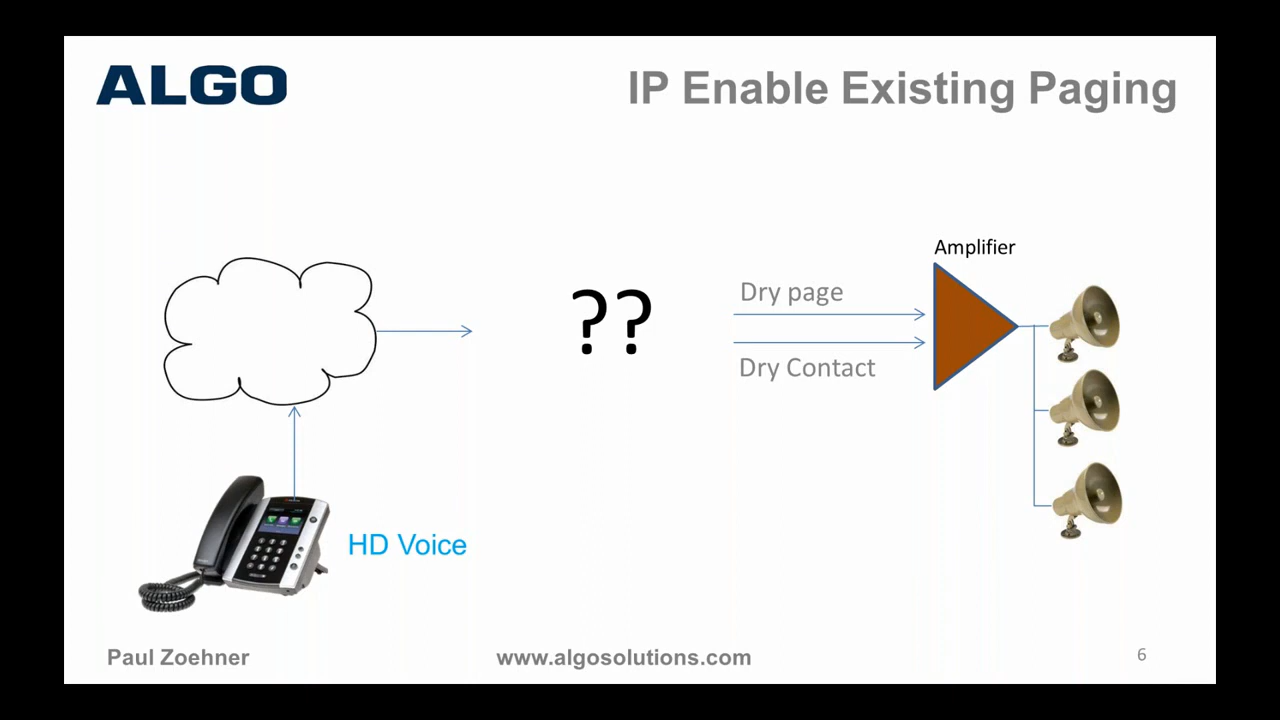 ALGO
IP Enable Existing Paging
Amplifier
Dry page
??
Dry Contact
HD Voice
Paul Zoehner
www.algosolutions.com
6